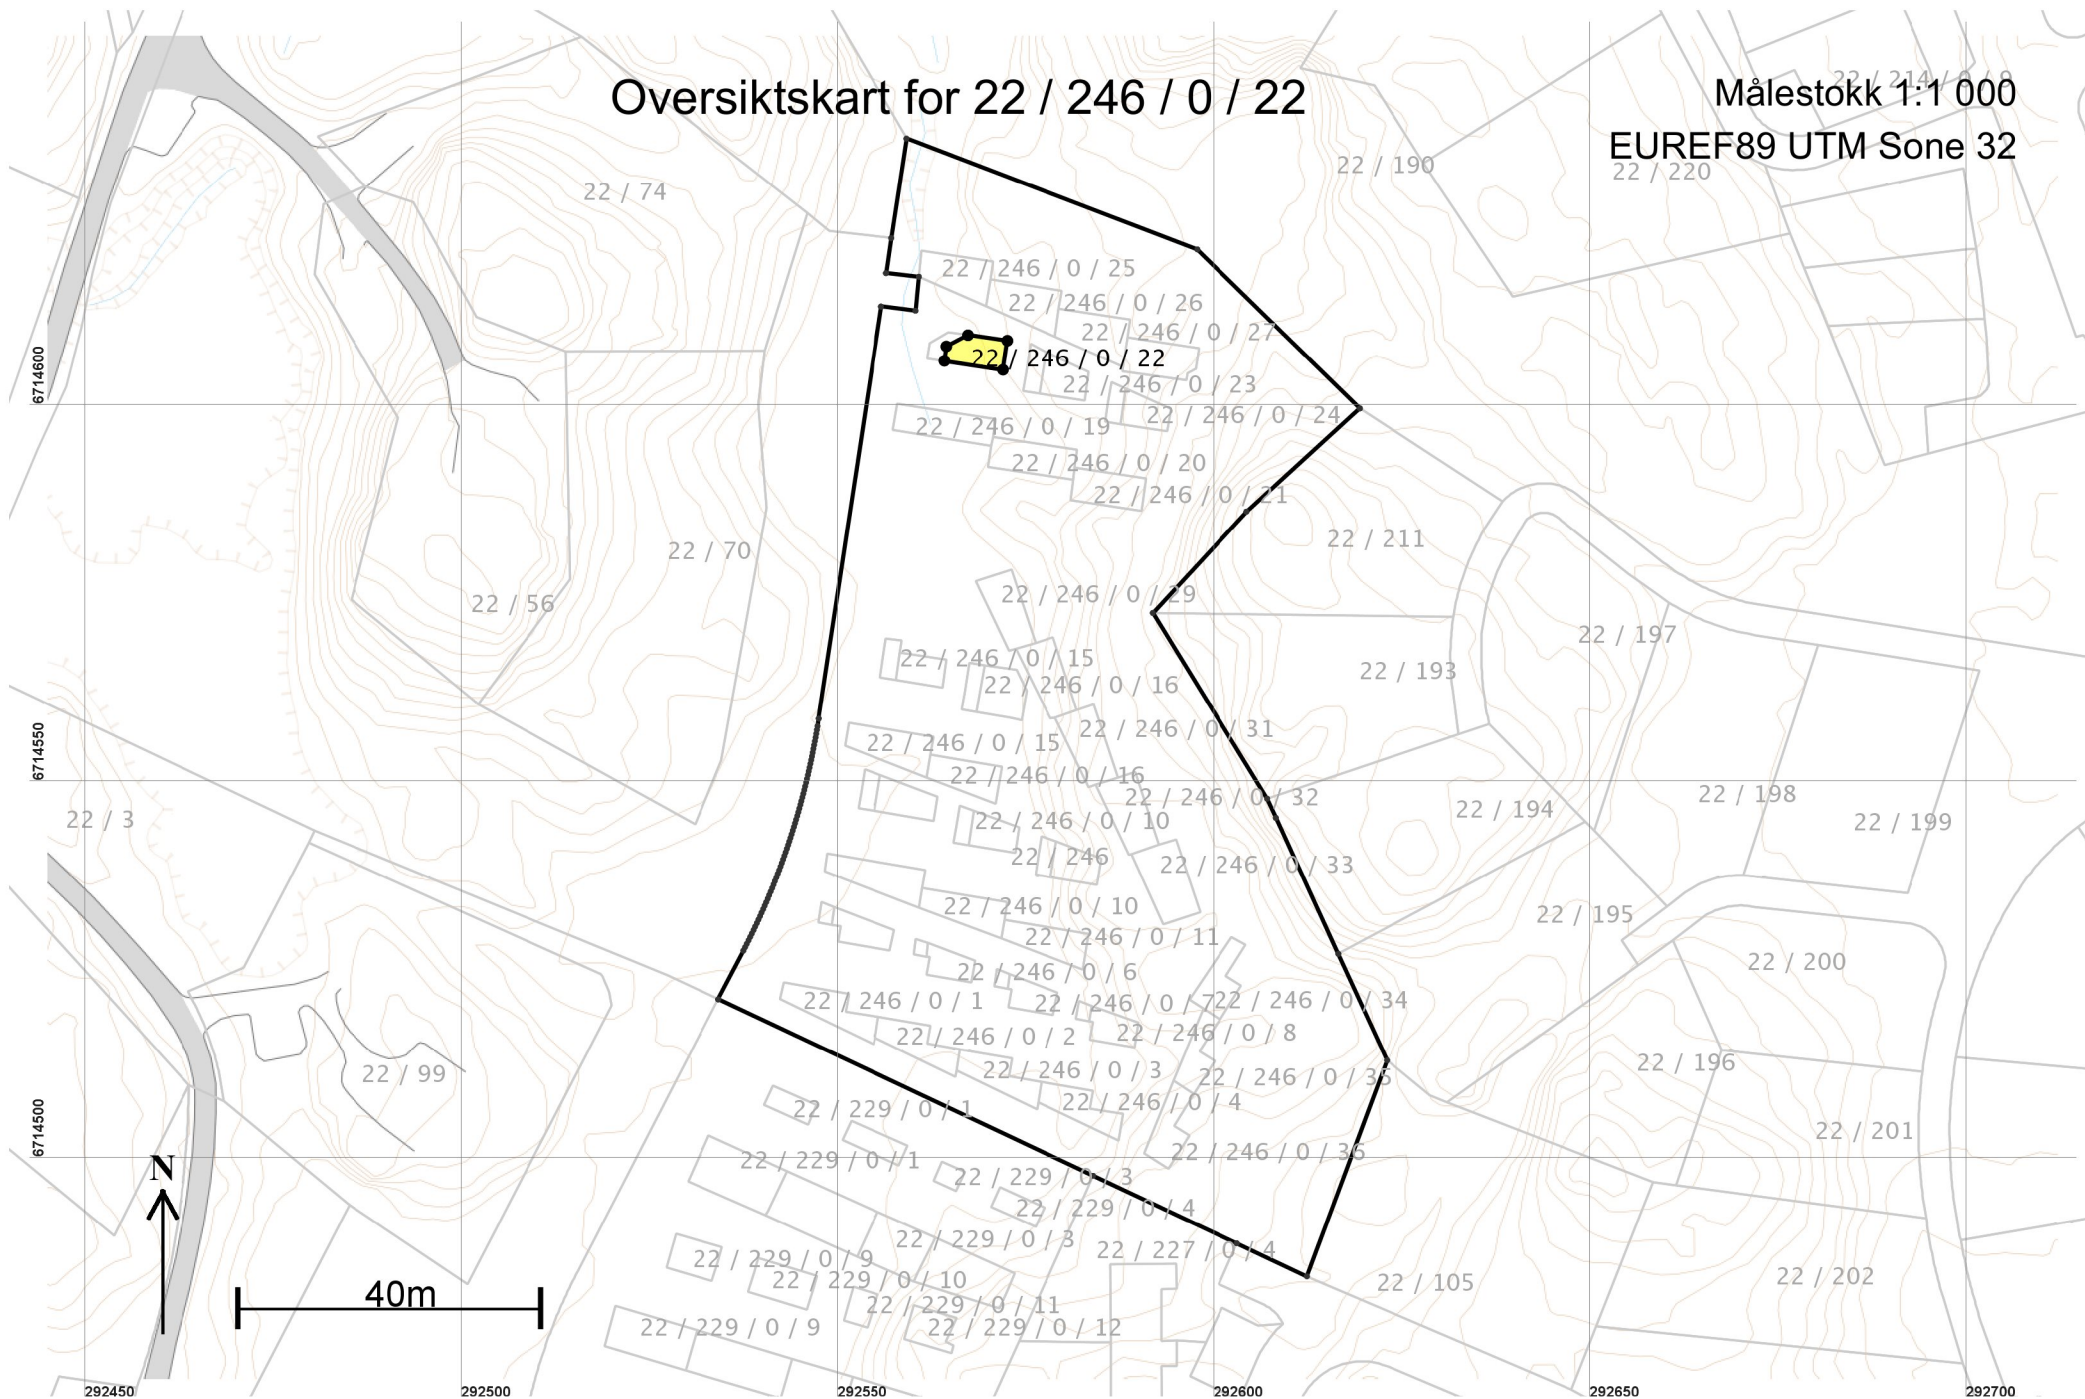 Oversiktskart for 22 / 246 / 0 / 22
Målestokk 1:1 000
EUREF89 UTM Sone 32
22 / 214 / 0 / 8
22 / 190
22 / 220
22 / 74
22 / 246 / 0 / 25
22 / 246 / 0 / 26
22 / 246 / 0 / 27
22 / 246 / 0 / 22
22 / 246 / 0 / 23
6714600
22 / 246 / 0 / 24
22 / 246 / 0 / 19
22 / 246 / 0 / 20
22 / 246 / 0 / 21
22 / 211
22 / 70
22 / 246 / 0 / 29
22 / 56
22 / 197
22 / 246 / 0 / 15
22 / 193
22 / 246 / 0 / 16
22 / 246 / 0 / 31
22 / 246 / 0 / 15
6714550
22 / 246 / 0 / 16
22 / 246 / 0 / 32
22 / 198
22 / 194
22 / 3
22 / 246 / 0 / 10
22 / 199
22 / 246
22 / 246 / 0 / 33
22 / 246 / 0 / 10
22 / 195
22 / 246 / 0 / 11
22 / 200
22 / 246 / 0 / 6
22 / 246 / 0 / 1
22 / 246 / 0 / 7
22 / 246 / 0 / 34
22 / 246 / 0 / 2
22 / 246 / 0 / 8
22 / 196
22 / 246 / 0 / 3
22 / 99
22 / 246 / 0 / 35
22 / 246 / 0 / 4
22 / 229 / 0 / 1
6714500
22 / 201
22 / 246 / 0 / 36
22 / 229 / 0 / 1
N
22 / 229 / 0 / 3
22 / 229 / 0 / 4
22 / 229 / 0 / 3
22 / 227 / 0 / 4
22 / 229 / 0 / 9
22 / 202
22 / 229 / 0 / 10
22 / 105
40m
22 / 229 / 0 / 11
22 / 229 / 0 / 9
22 / 229 / 0 / 12
292450
292500
292550
292600
292650
292700